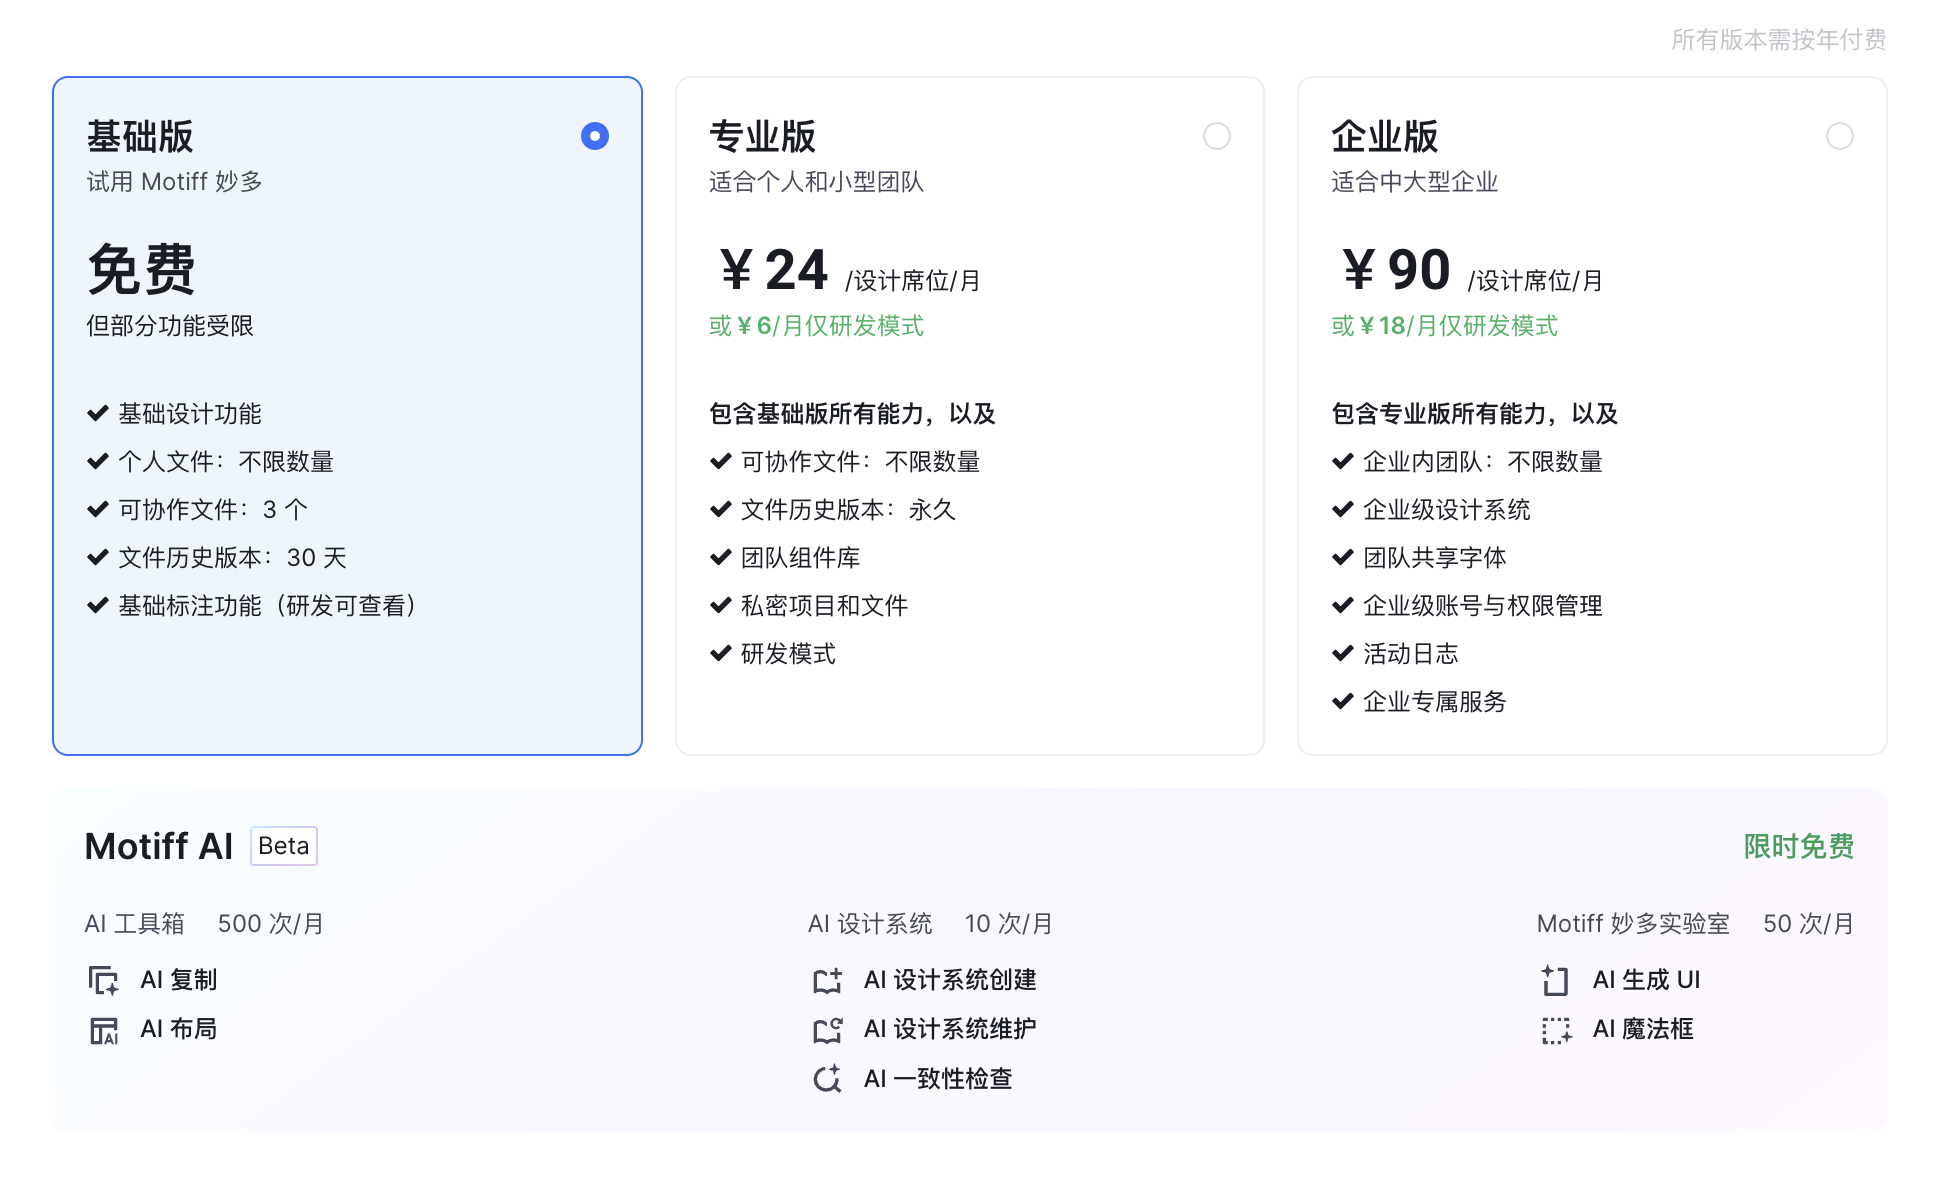 所有版本需按年付费
基础版
试用 Motiff 妙多
免费
但部分功能受限
基础设计功能
个人文件：不限数量
可协作文件：3 个
文件历史版本：30 天
基础标注功能（研发可查看）
专业版
适合个人和小型团队
¥ 24 /设计席位/月
或 ¥ 6/月仅研发模式
包含基础版所有能力，以及
可协作文件：不限数量
文件历史版本：永久
团队组件库
私密项目和文件
研发模式
企业版
适合中大型企业
¥ 90 /设计席位/月
或 ¥ 18/月仅研发模式
包含专业版所有能力，以及
企业内团队：不限数量
企业级设计系统
团队共享字体
企业级账号与权限管理
活动日志
企业专属服务
Motiff AI Beta
限时免费
AI 工具箱 500 次/月
AI 复制
AI 布局
AI 设计系统 10 次/月
AI 设计系统创建
AI 设计系统维护
AI 一致性检查
Motiff 妙多实验室 50 次/月
AI 生成 UI
AI 魔法框